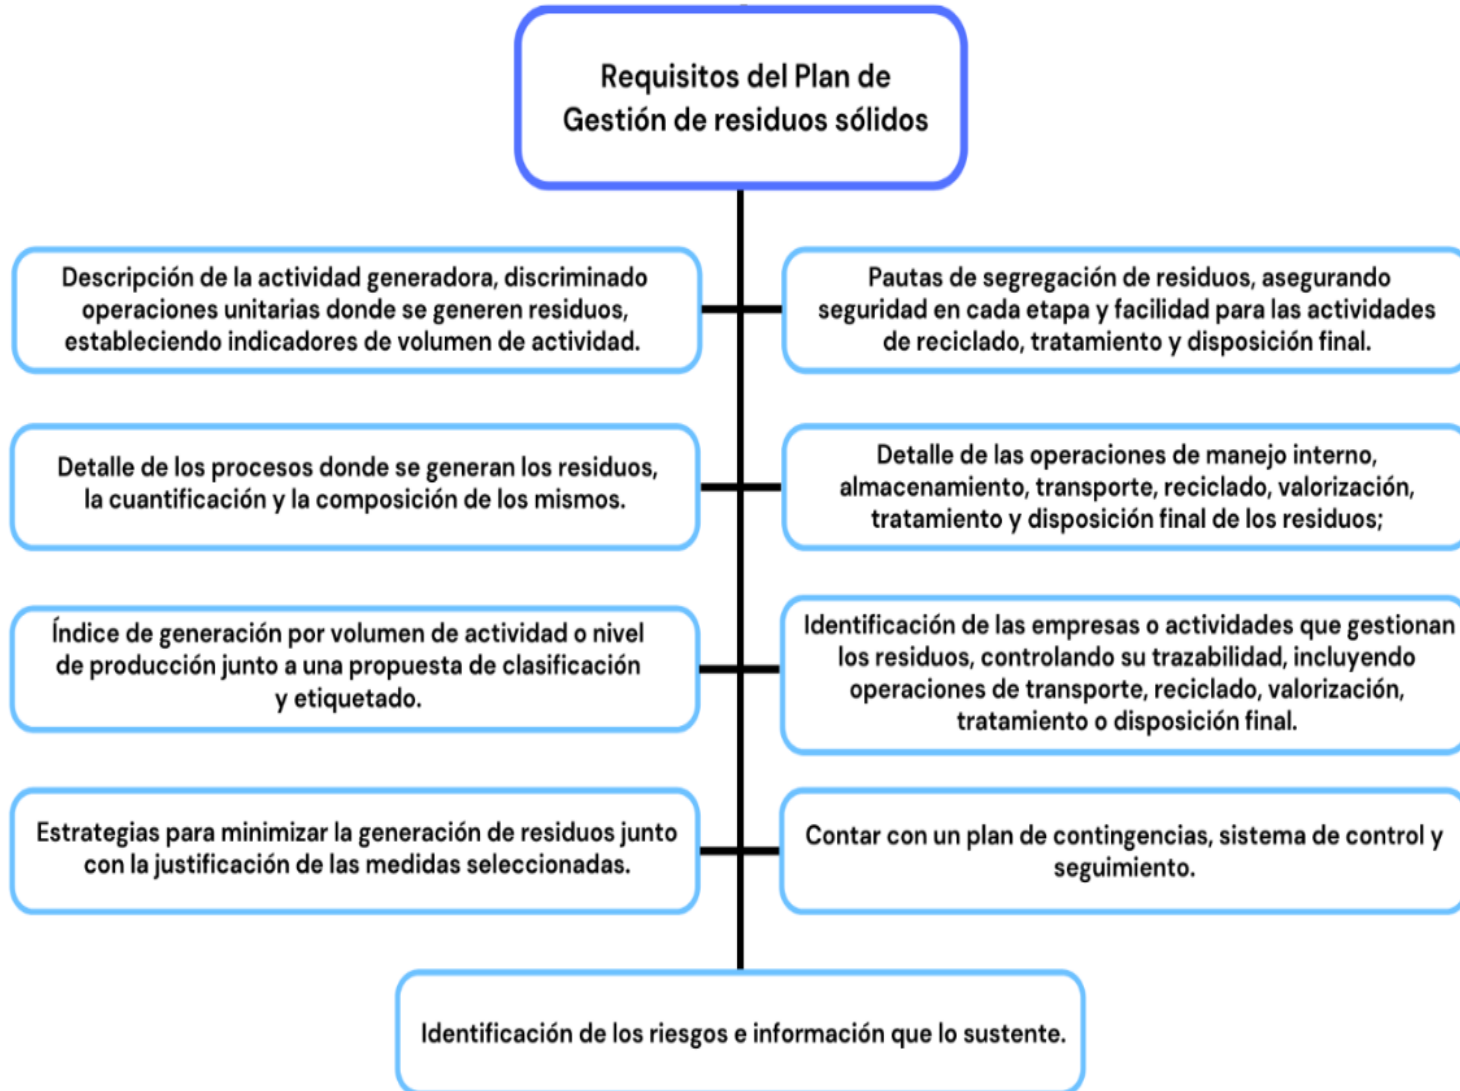 Requisitos del Plan de
Gestión de residuos sólidos
Descripción de la actividad generadora, discriminado
operaciones unitarias donde se generen residuos,
estableciendo indicadores de volumen de actividad.
Pautas de segregación de residuos, asegurando
seguridad en cada etapa y facilidad para las actividades
de reciclado, tratamiento y disposición final.
Detalle de los procesos donde se generan los residuos,
la cuantificación y la composición de los mismos.
Detalle de las operaciones de manejo interno,
almacenamiento, transporte, reciclado, valorización,
tratamiento y disposición final de los residuos;
Índice de generación por volumen de actividad o nivel
de producción junto a una propuesta de clasificación
y etiquetado.
Identificación de las empresas o actividades que gestionan
los residuos, controlando su trazabilidad, incluyendo
operaciones de transporte, reciclado, valorización,
tratamiento o disposición final.
Estrategias para minimizar la generación de residuos junto
con la justificación de las medidas seleccionadas.
Contar con un plan de contingencias, sistema de control y
seguimiento.
Identificación de los riesgos e información que lo sustente.